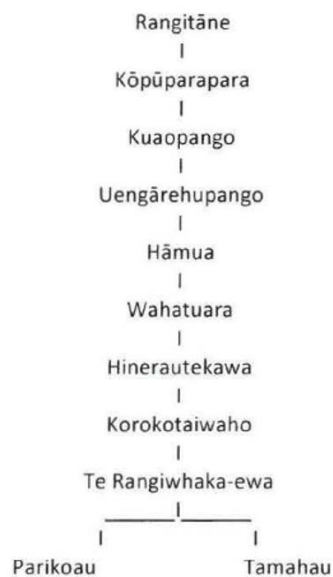 Rangitāne
Kōpūparapara
Kuaopango
Uengārehupango
Hāmua
Wahatuara
Hinerautekawa
Korokotaiwaho
Te Rangiwhaka-ewa
Parikoau Tamahau